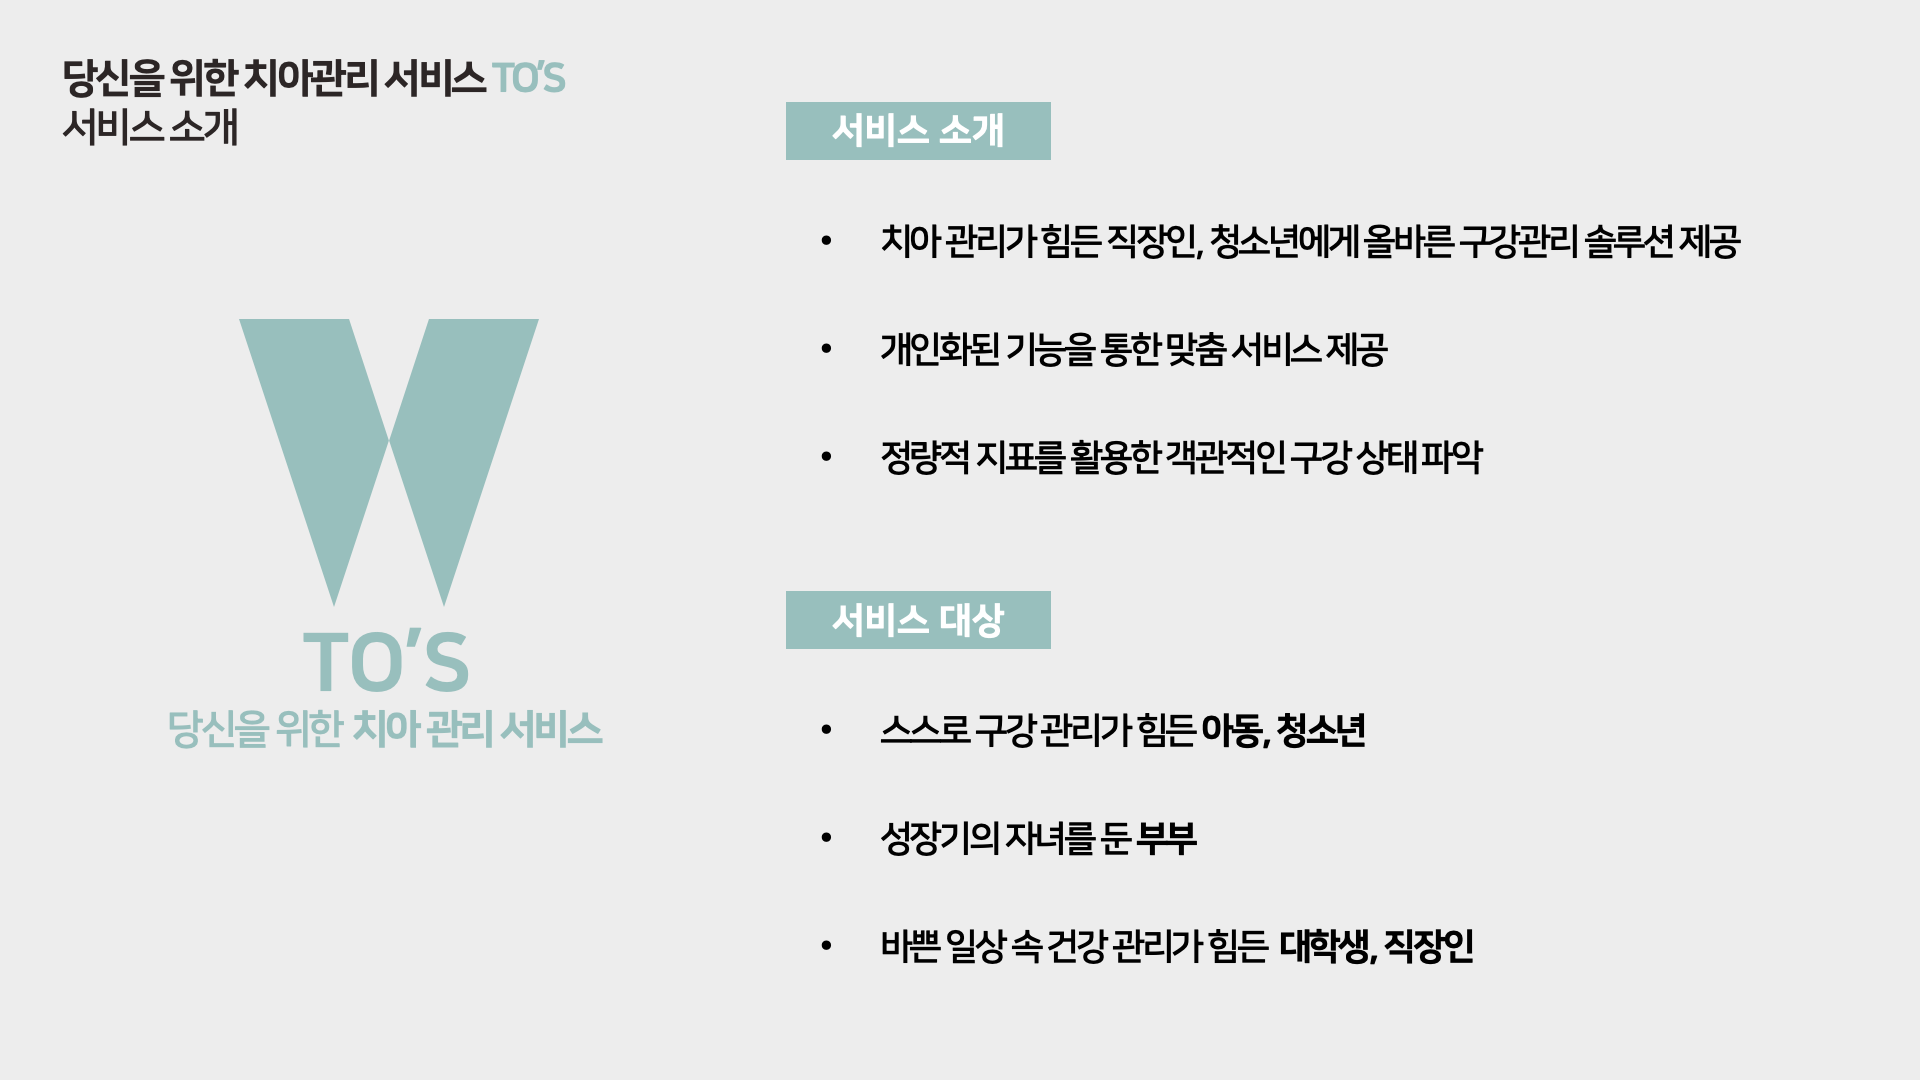 당신을 위한 치아관리 서비스 TO'S
서비스 소개
TO'S
당신을 위한 치아 관리 서비스
서비스 소개
• 치아 관리가 힘든 직장인, 청소년에게 올바른 구강관리 솔루션 제공
• 개인화된 기능을 통한 맞춤 서비스 제공
• 정량적 지표를 활용한 객관적인 구강 상태 파악
서비스 대상
• 스스로 구강 관리가 힘든 아동, 청소년
• 성장기의 자녀를 둔 부부
• 바쁜 일상 속 건강 관리가 힘든 대학생, 직장인